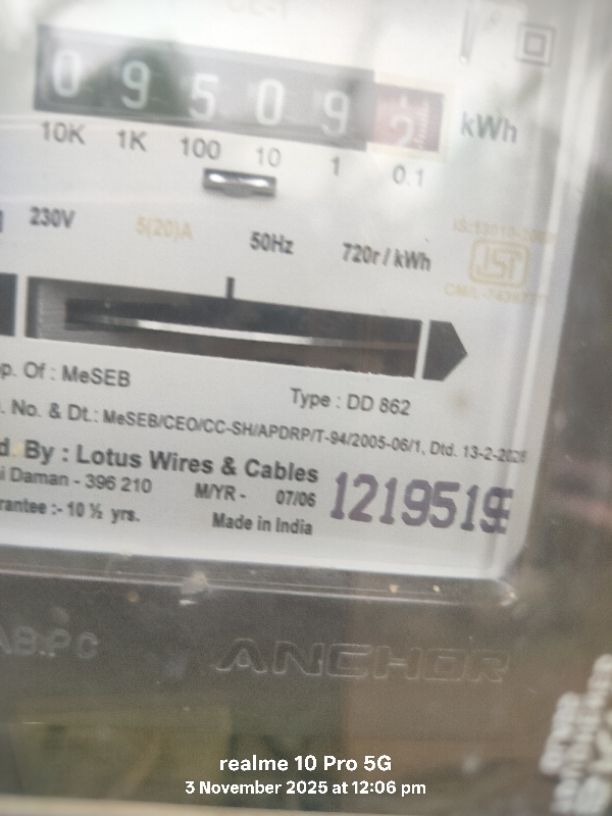 0 9 5 0 9 2 kWh
10K 1K 100 10 1 0.1
230V 5(20)A 50Hz 720r / kWh
p. Of : MeSEB
Type : DD 862
. No. & Dt.: MeSEB/CEO/CC-SH/APDRP/T-94/2005-06/1, Dtd. 13-2-
d. By : Lotus Wires & Cables
i Daman - 396 210 M/YR - 07/06
rantee :- 10 ½ yrs. Made in India
1219519
ANCHOR
realme 10 Pro 5G
3 November 2025 at 12:06 pm